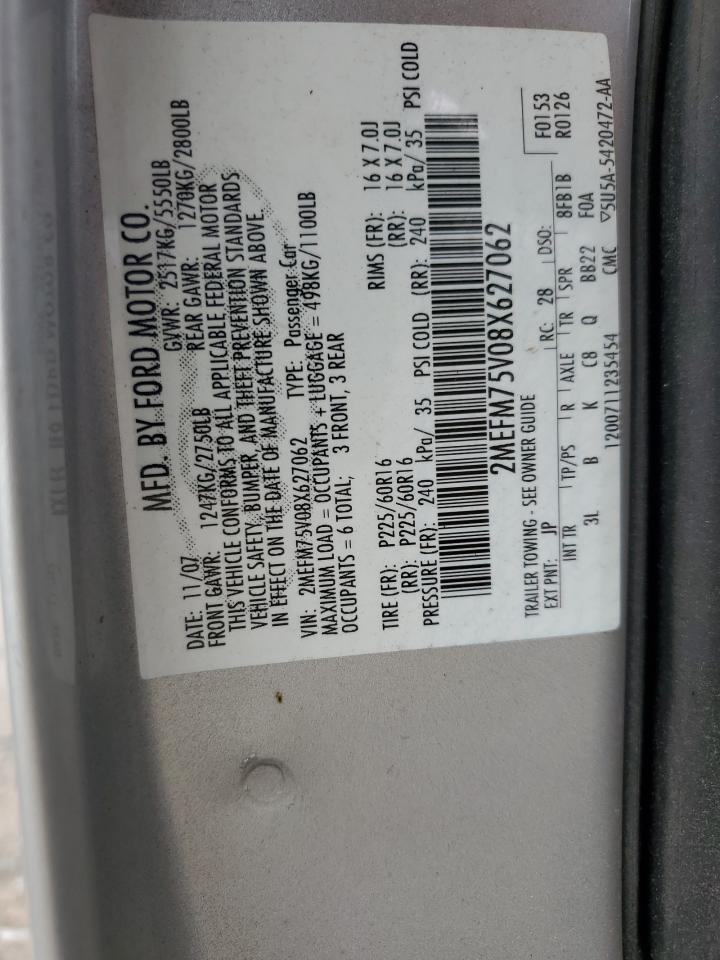 MFD. BY FORD MOTOR CO.
DATE: 11/07 GVWR: 2517KG/5550LB
FRONT GAWR: 1247KG/2750LB REAR GAWR: 1270KG/2800LB
THIS VEHICLE CONFORMS TO ALL APPLICABLE FEDERAL MOTOR
VEHICLE SAFETY, BUMPER, AND THEFT PREVENTION STANDARDS
IN EFFECT ON THE DATE OF MANUFACTURE SHOWN ABOVE.
VIN: 2MEFM75V08X627062 TYPE: Passenger Car
MAXIMUM LOAD = OCCUPANTS + LUGGAGE = 498KG/1100LB
OCCUPANTS = 6 TOTAL; 3 FRONT, 3 REAR
TIRE (FR): P225/60R16 RIMS (FR): 16 X 7.0J
(RR): P225/60R16 (RR): 16 X 7.0J
PRESSURE (FR): 240 kPa/ 35 PSI COLD (RR): 240 kPa/ 35 PSI COLD
2MEFM75V08X627062
TRAILER TOWING - SEE OWNER GUIDE F0153
EXT PNT: JP RC: 28 DSO: R0126
INT TR TP/PS R AXLE TR SPR 8FB1B
3L B K C8 Q BB22 FOA
1200711235454 CMC ▽5U5A-5420472-AA